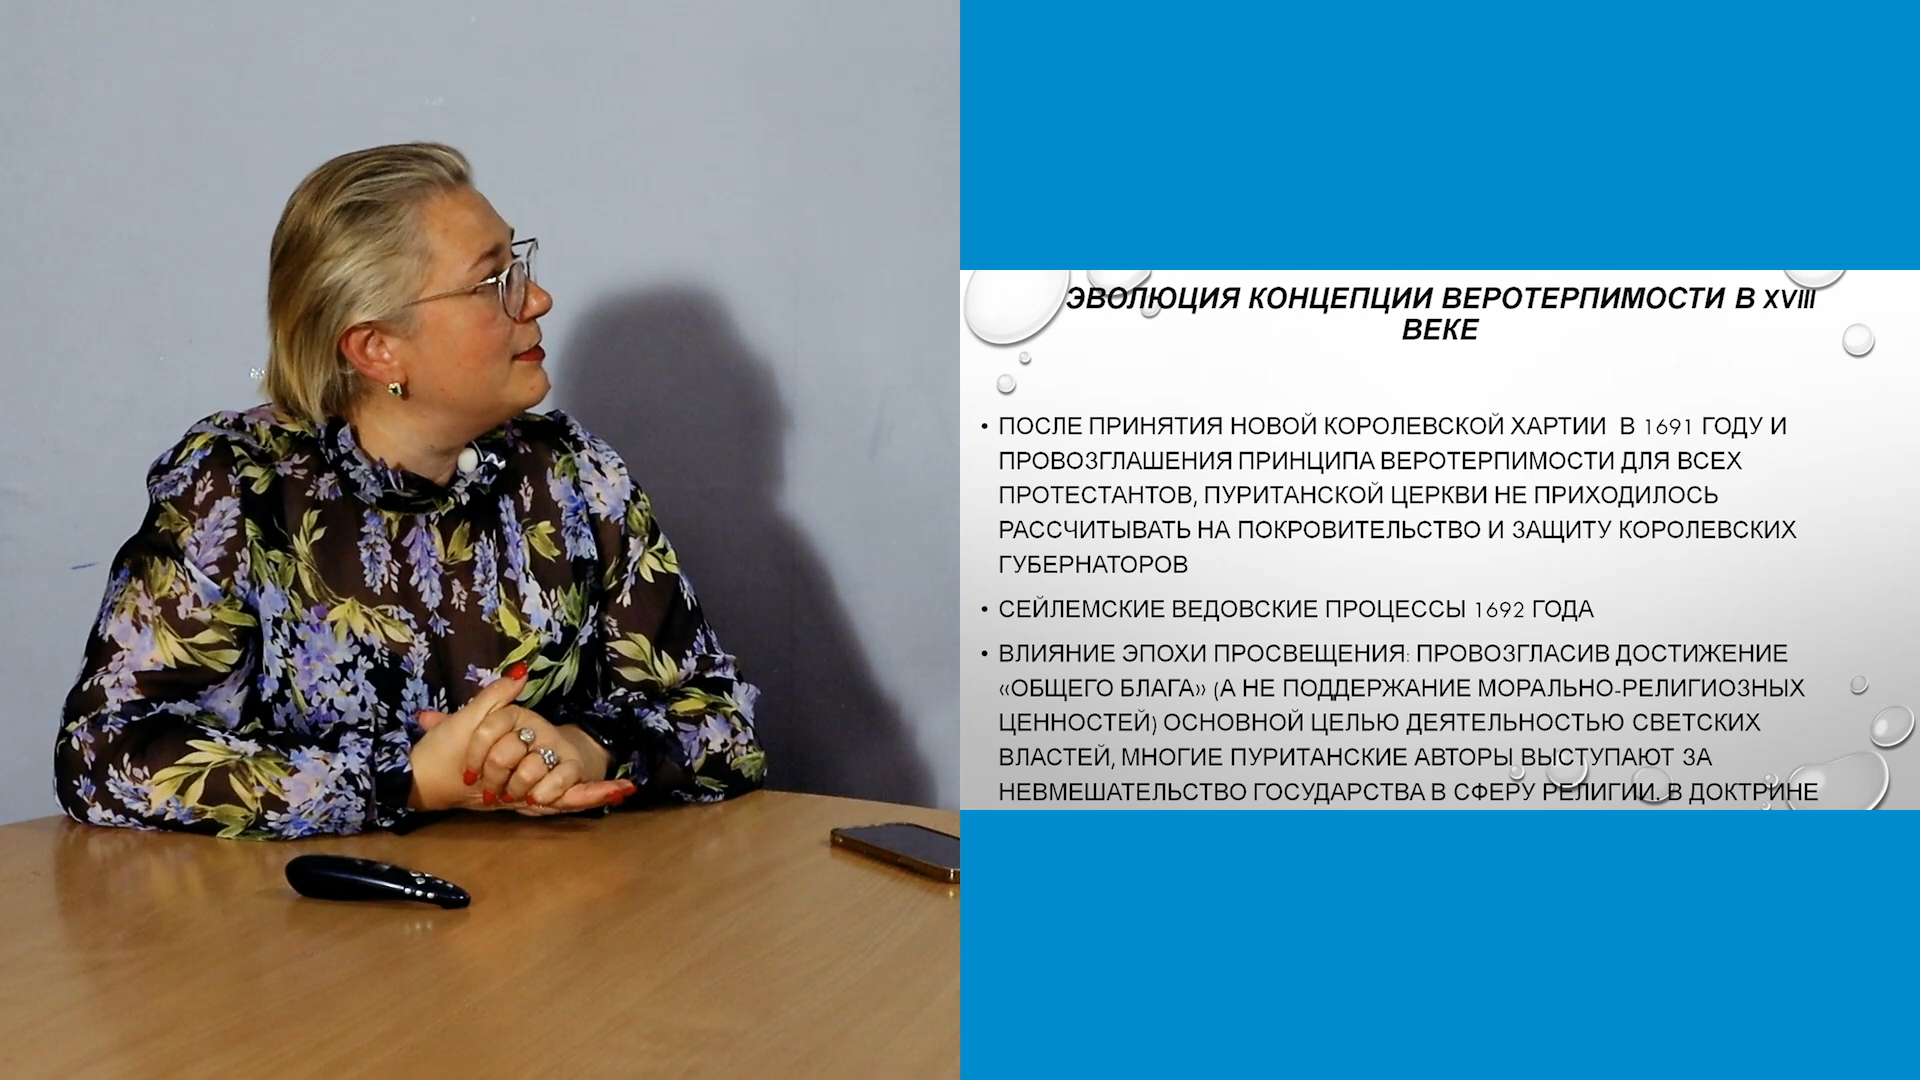 ЭВОЛЮЦИЯ КОНЦЕПЦИИ ВЕРОТЕРПИМОСТИ В XVIII
ВЕКЕ
• ПОСЛЕ ПРИНЯТИЯ НОВОЙ КОРОЛЕВСКОЙ ХАРТИИ В 1691 ГОДУ И
ПРОВОЗГЛАШЕНИЯ ПРИНЦИПА ВЕРОТЕРПИМОСТИ ДЛЯ ВСЕХ
ПРОТЕСТАНТОВ, ПУРИТАНСКОЙ ЦЕРКВИ НЕ ПРИХОДИЛОСЬ
РАССЧИТЫВАТЬ НА ПОКРОВИТЕЛЬСТВО И ЗАЩИТУ КОРОЛЕВСКИХ
ГУБЕРНАТОРОВ
• СЕЙЛЕМСКИЕ ВЕДОВСКИЕ ПРОЦЕССЫ 1692 ГОДА
• ВЛИЯНИЕ ЭПОХИ ПРОСВЕЩЕНИЯ: ПРОВОЗГЛАСИВ ДОСТИЖЕНИЕ
«ОБЩЕГО БЛАГА» (А НЕ ПОДДЕРЖАНИЕ МОРАЛЬНО-РЕЛИГИОЗНЫХ
ЦЕННОСТЕЙ) ОСНОВНОЙ ЦЕЛЬЮ ДЕЯТЕЛЬНОСТЬЮ СВЕТСКИХ
ВЛАСТЕЙ, МНОГИЕ ПУРИТАНСКИЕ АВТОРЫ ВЫСТУПАЮТ ЗА
НЕВМЕШАТЕЛЬСТВО ГОСУДАРСТВА В СФЕРУ РЕЛИГИИ. В ДОКТРИНЕ